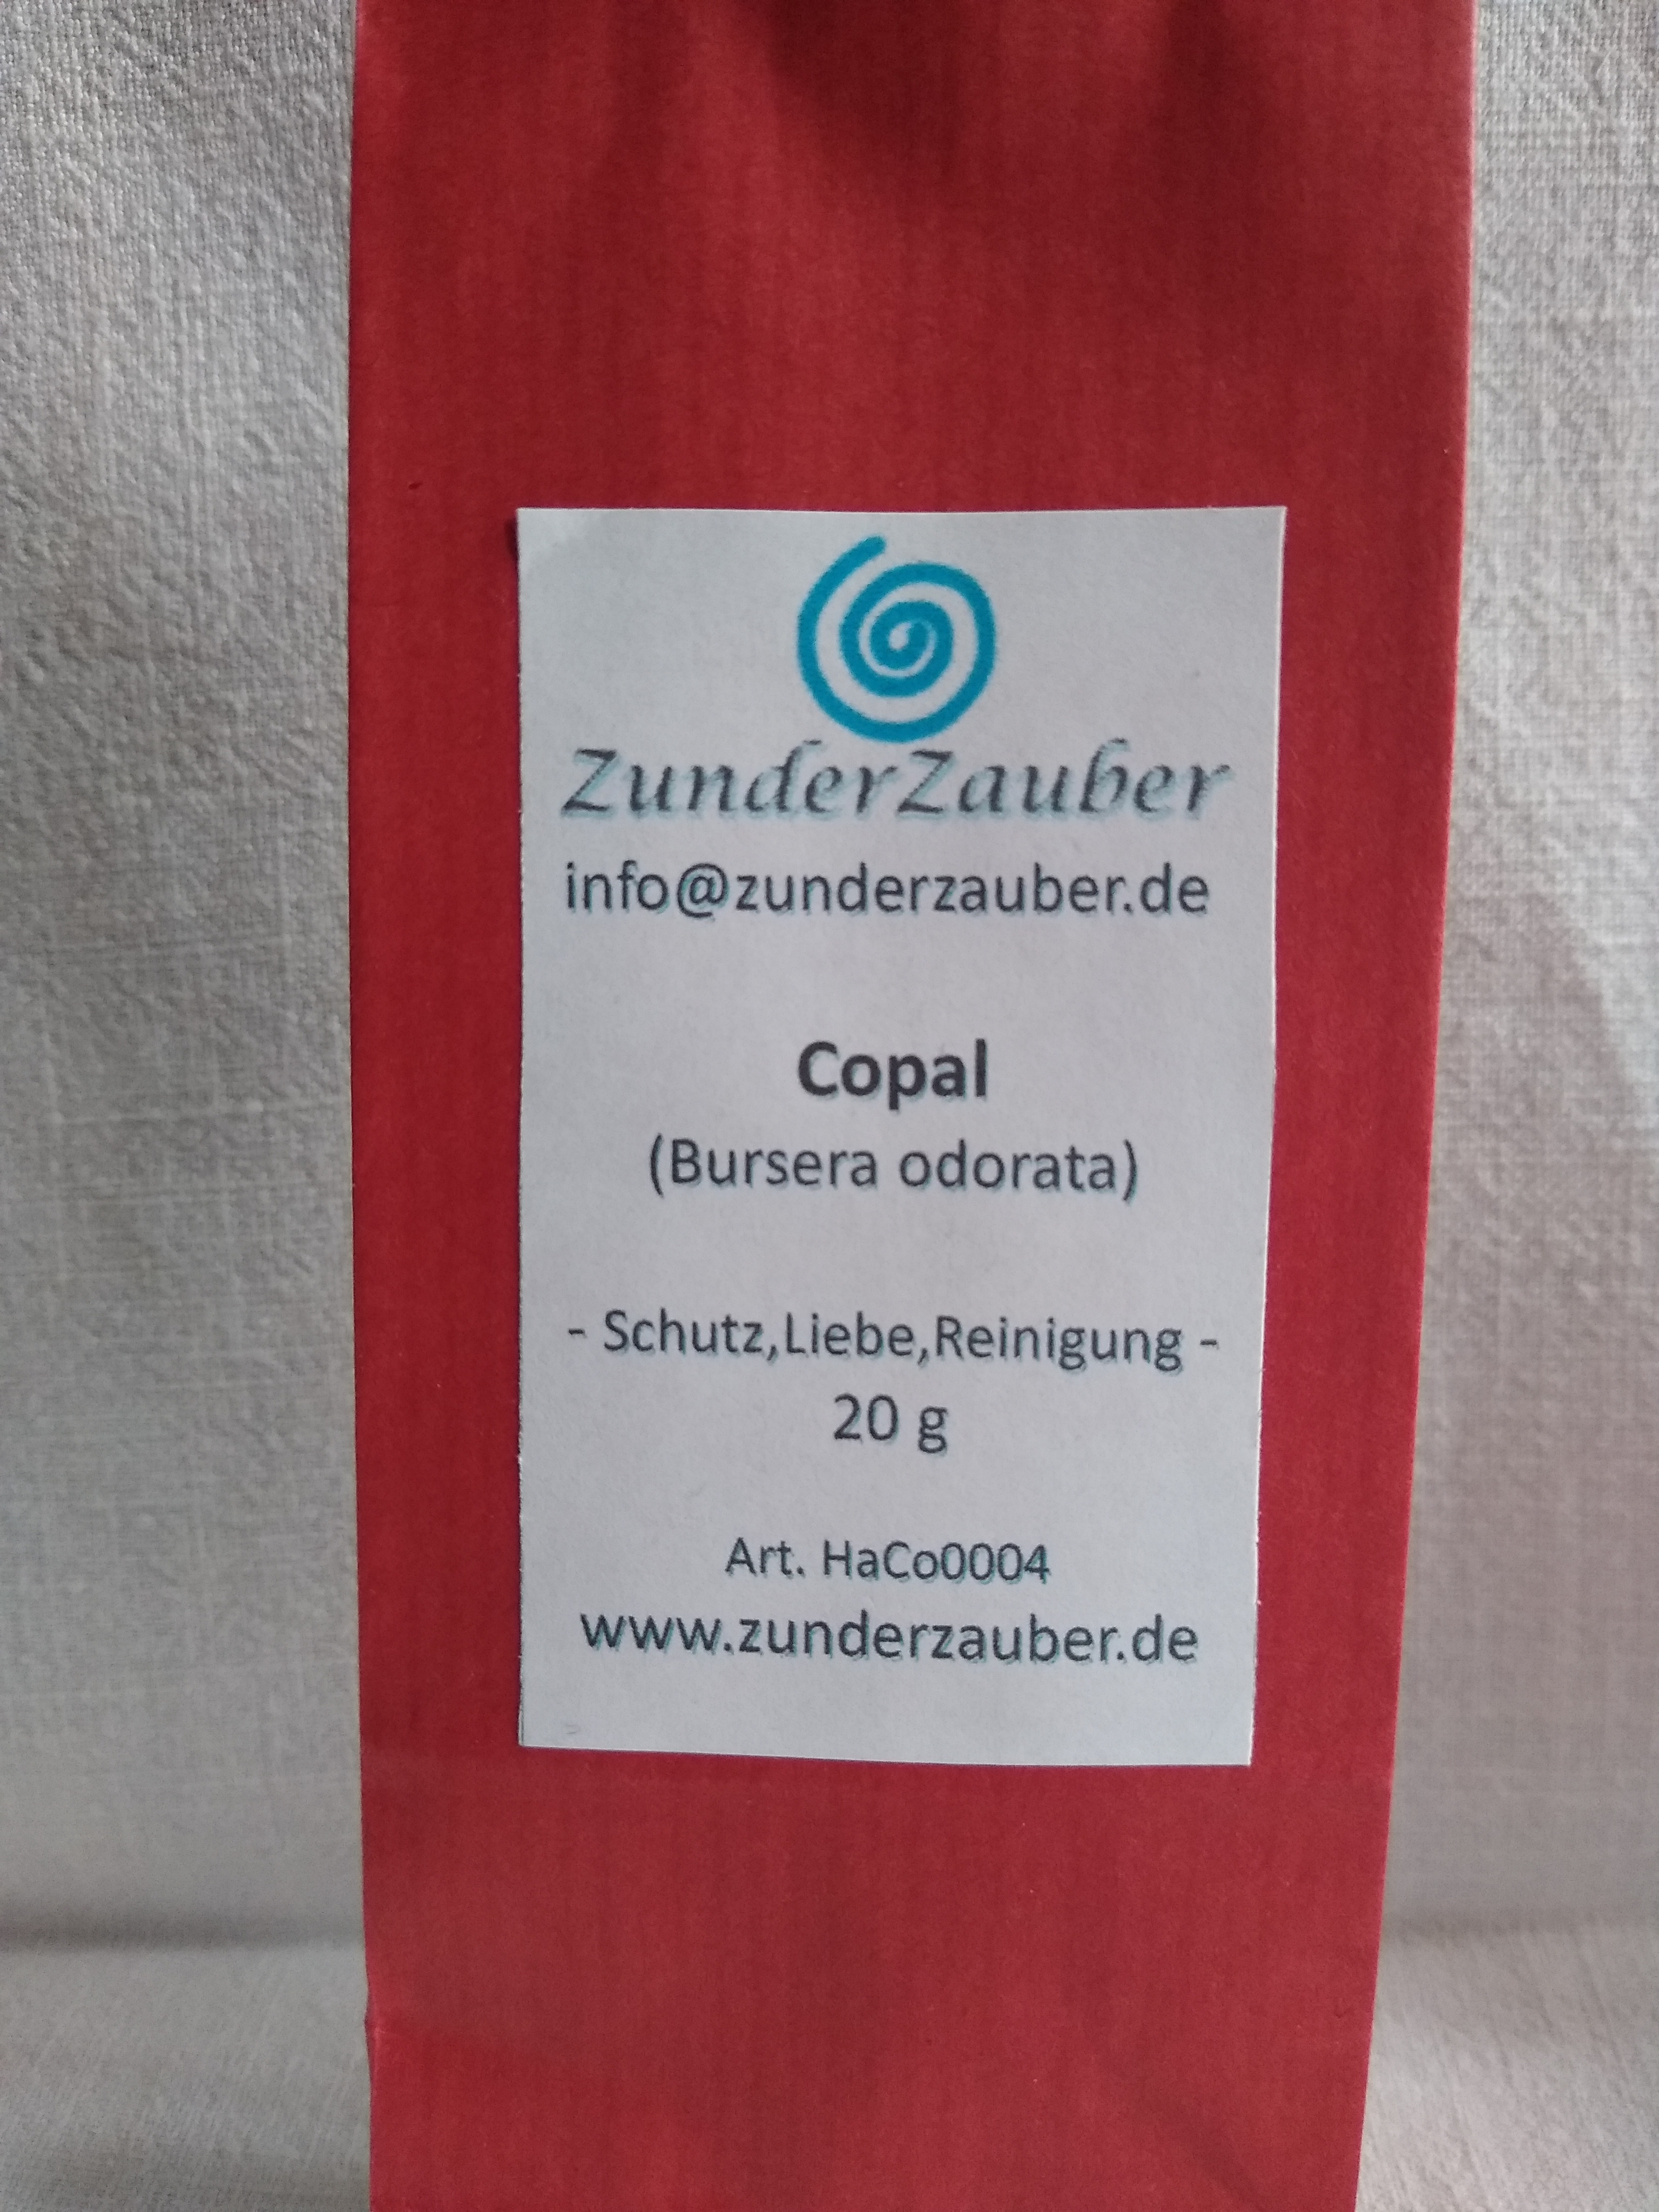 ZunderZauber
info@zunderzauber.de
Copal
(Bursera odorata)
- Schutz,Liebe,Reinigung -
20 g
Art. HaCo0004
www.zunderzauber.de